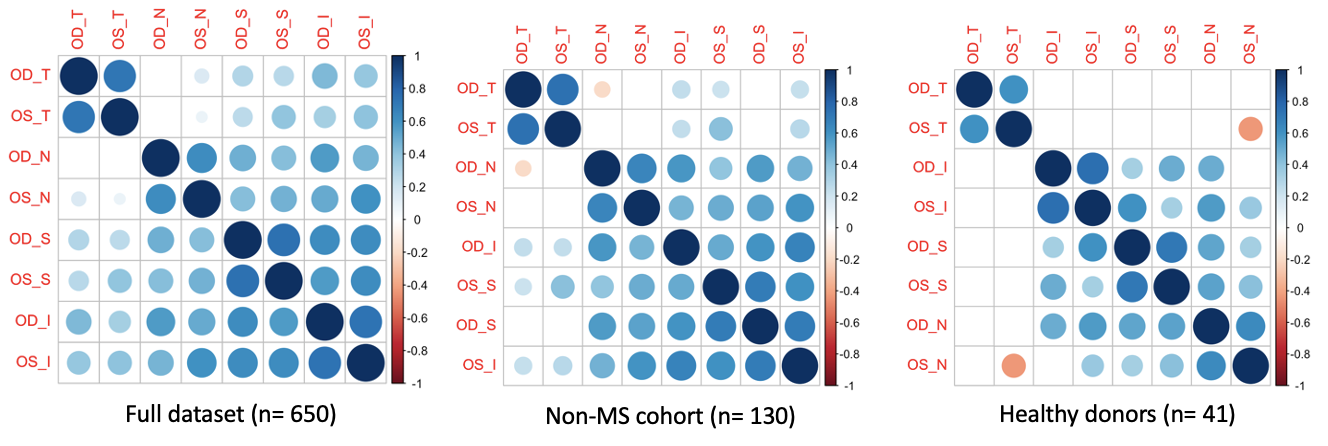 OD_T OS_T OD_N OS_N OD_S OS_S OD_I OS_I
OD_T
OS_T
OD_N
OS_N
OD_S
OS_S
OD_I
OS_I
1
0.8
0.6
0.4
0.2
0
-0.2
-0.4
-0.6
-0.8
-1
Full dataset (n= 650)
OD_T OS_T OD_N OS_N OD_I OS_S OD_S OS_I
OD_T
OS_T
OD_N
OS_N
OD_I
OS_S
OD_S
OS_I
1
0.8
0.6
0.4
0.2
0
-0.2
-0.4
-0.6
-0.8
-1
Non-MS cohort (n= 130)
OD_T OS_T OD_I OS_I OD_S OS_S OD_N OS_N
OD_T
OS_T
OD_I
OS_I
OD_S
OS_S
OD_N
OS_N
1
0.8
0.6
0.4
0.2
0
-0.2
-0.4
-0.6
-0.8
-1
Healthy donors (n= 41)